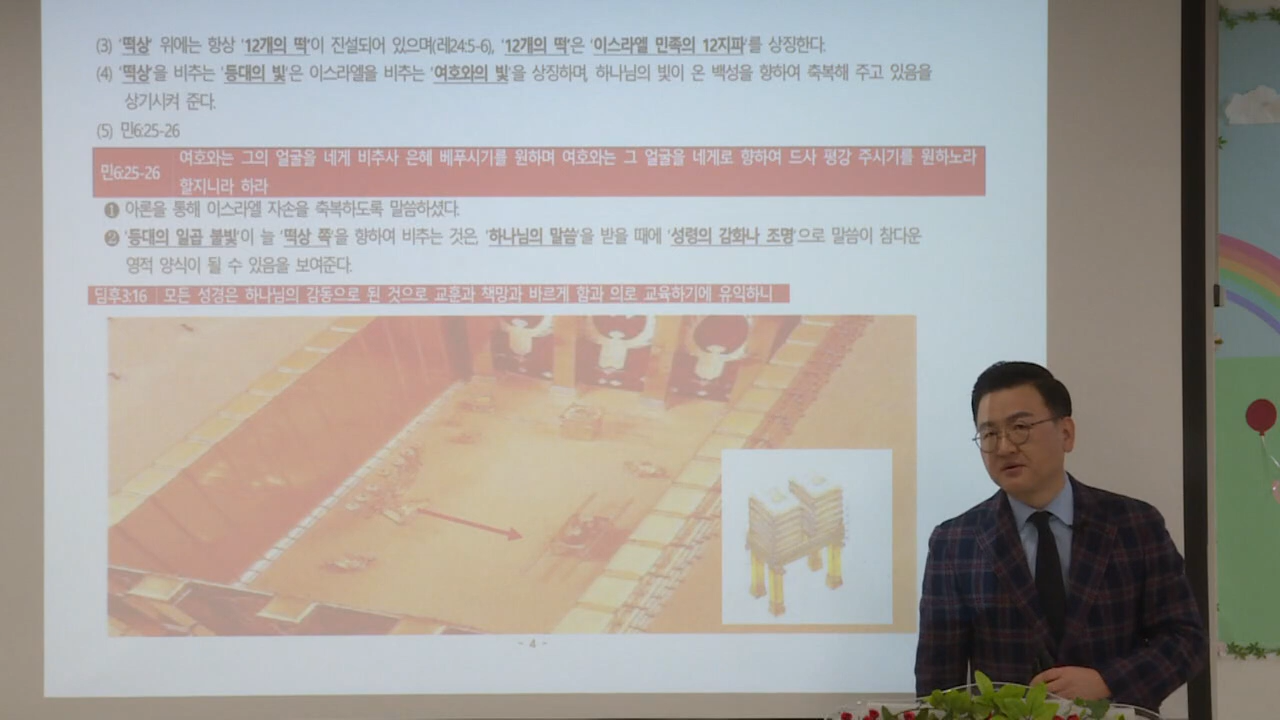 (3) '떡상' 위에는 항상 '12개의 떡'이 진설되어 있으며(레24:5-6), '12개의 떡'은 '이스라엘 민족의 12지파'를 상징한다.
(4) '떡상'을 비추는 '등대의 빛'은 이스라엘을 비추는 '여호와의 빛'을 상징하며, 하나님의 빛이 온 백성을 향하여 축복해 주고 있음을
상기시켜 준다.
(5) 민6:25-26
민6:25-26 여호와는 그의 얼굴을 네게 비추사 은혜 베푸시기를 원하며 여호와는 그 얼굴을 네게로 향하여 드사 평강 주시기를 원하노라
할지니라 하라
❶ 아론을 통해 이스라엘 자손을 축복하도록 말씀하셨다.
❷ '등대의 일곱 불빛'이 늘 '떡상 쪽'을 향하여 비추는 것은, '하나님의 말씀'을 받을 때에 '성령의 감화나 조명'으로 말씀이 참다운
영적 양식이 될 수 있음을 보여준다.
딤후3:16 모든 성경은 하나님의 감동으로 된 것으로 교훈과 책망과 바르게 함과 의로 교육하기에 유익하니
- 4 -